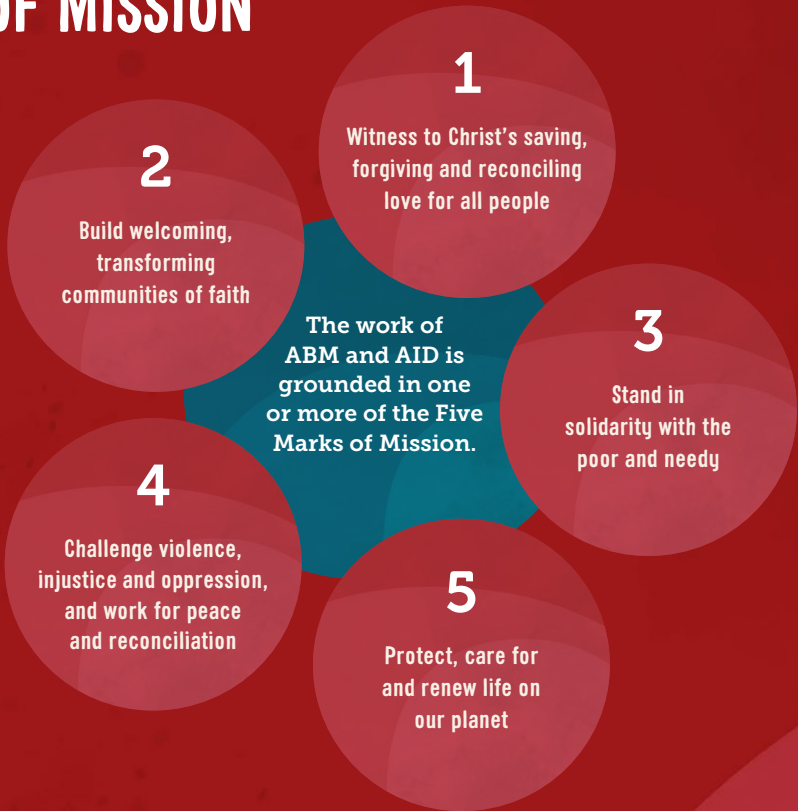 OF MISSION
1
Witness to Christ's saving,
forgiving and reconciling
love for all people
2
Build welcoming,
transforming
communities of faith
The work of
ABM and AID is
grounded in one
or more of the Five
Marks of Mission.
3
Stand in
solidarity with the
poor and needy
4
Challenge violence,
injustice and oppression,
and work for peace
and reconciliation
5
Protect, care for
and renew life on
our planet